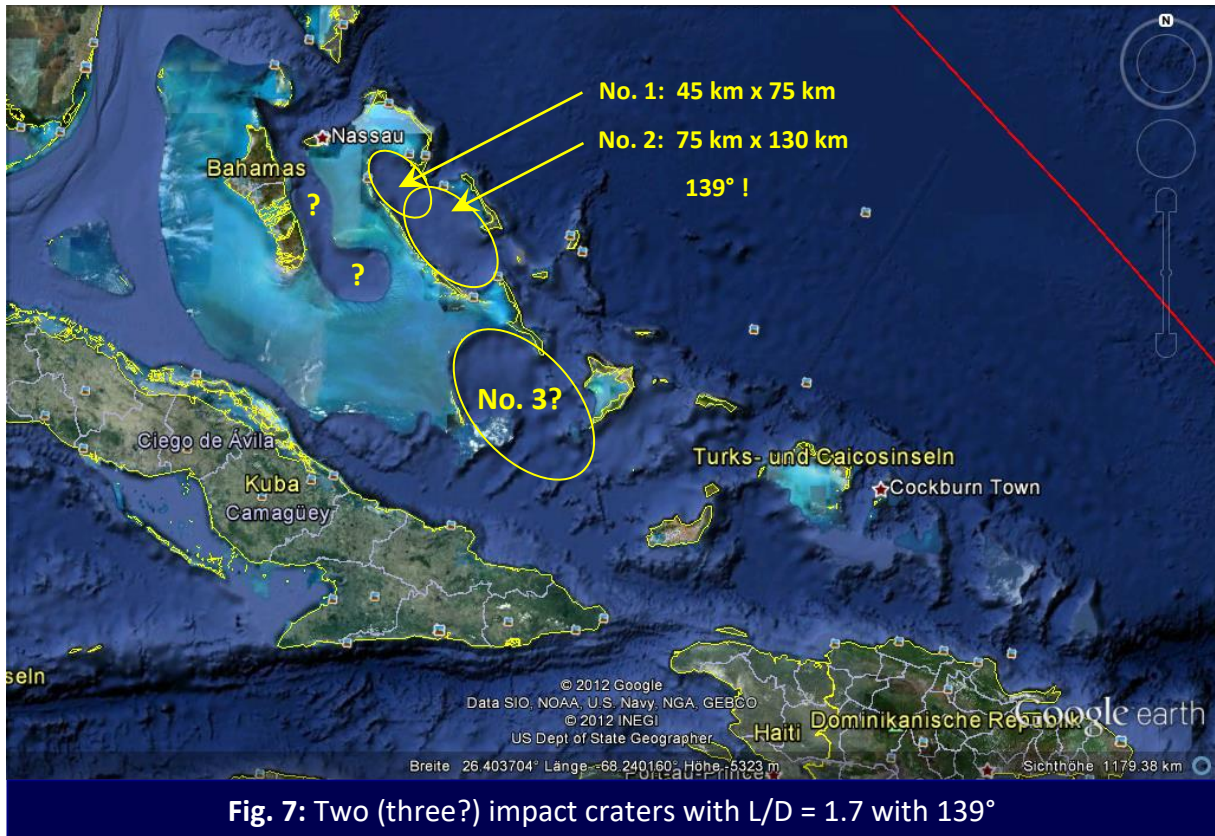 N
No. 1: 45 km x 75 km
No. 2: 75 km x 130 km
139° !
Nassau
Bahamas
?
?
No. 3?
Ciego de Ávila
Kuba
Camagüey
Turks- und Caicosinseln
Cockburn Town
seln
© 2012 Google
Data SIO, NOAA, U.S. Navy, NGA, GEBCO
© 2012 INEGI
US Dept of State Geographer
Haiti
Dominikanische Republik
Google earth
Port-au-Prince
Breite 26.403704° Länge -68.240160° Höhe -5323 m
Sichthöhe 1179.38 km
Fig. 7: Two (three?) impact craters with L/D = 1.7 with 139°